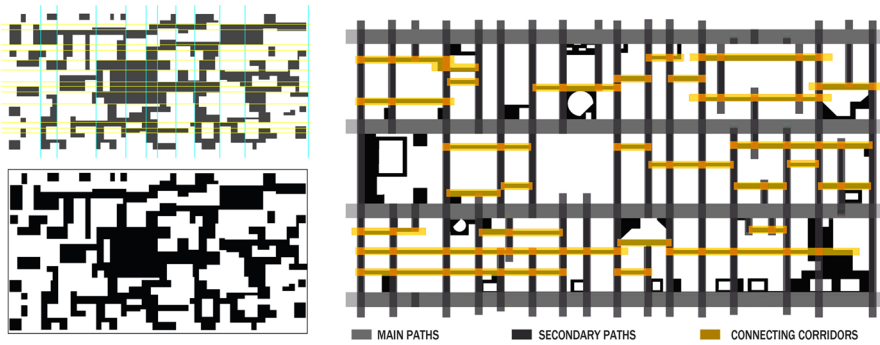 MAIN PATHS
SECONDARY PATHS
CONNECTING CORRIDORS